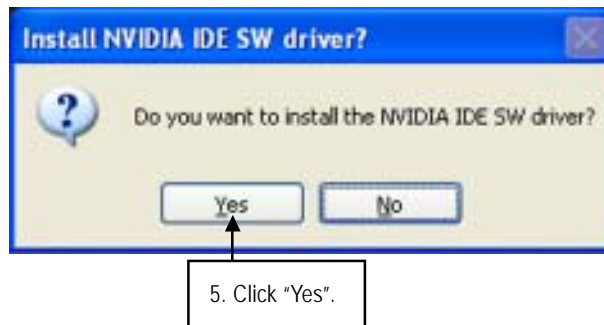 Install NVIDIA IDE SW driver?
Do you want to install the NVIDIA IDE SW driver?
Yes
No
5. Click “Yes”.